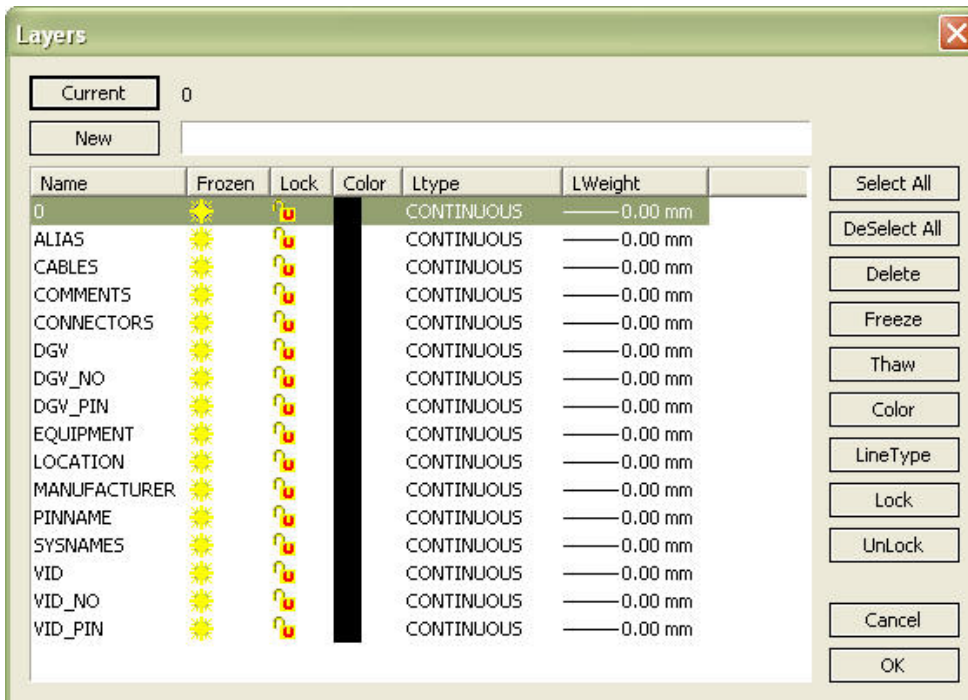 Layers
Current 0
New
Name Frozen Lock Color Ltype LWeight
0 CONTINUOUS 0.00 mm
ALIAS CONTINUOUS 0.00 mm
CABLES CONTINUOUS 0.00 mm
COMMENTS CONTINUOUS 0.00 mm
CONNECTORS CONTINUOUS 0.00 mm
DGV CONTINUOUS 0.00 mm
DGV_NO CONTINUOUS 0.00 mm
DGV_PIN CONTINUOUS 0.00 mm
EQUIPMENT CONTINUOUS 0.00 mm
LOCATION CONTINUOUS 0.00 mm
MANUFACTURER CONTINUOUS 0.00 mm
PINNAME CONTINUOUS 0.00 mm
SYSNAMES CONTINUOUS 0.00 mm
VID CONTINUOUS 0.00 mm
VID_NO CONTINUOUS 0.00 mm
VID_PIN CONTINUOUS 0.00 mm
Select All
DeSelect All
Delete
Freeze
Thaw
Color
LineType
Lock
UnLock
Cancel
OK